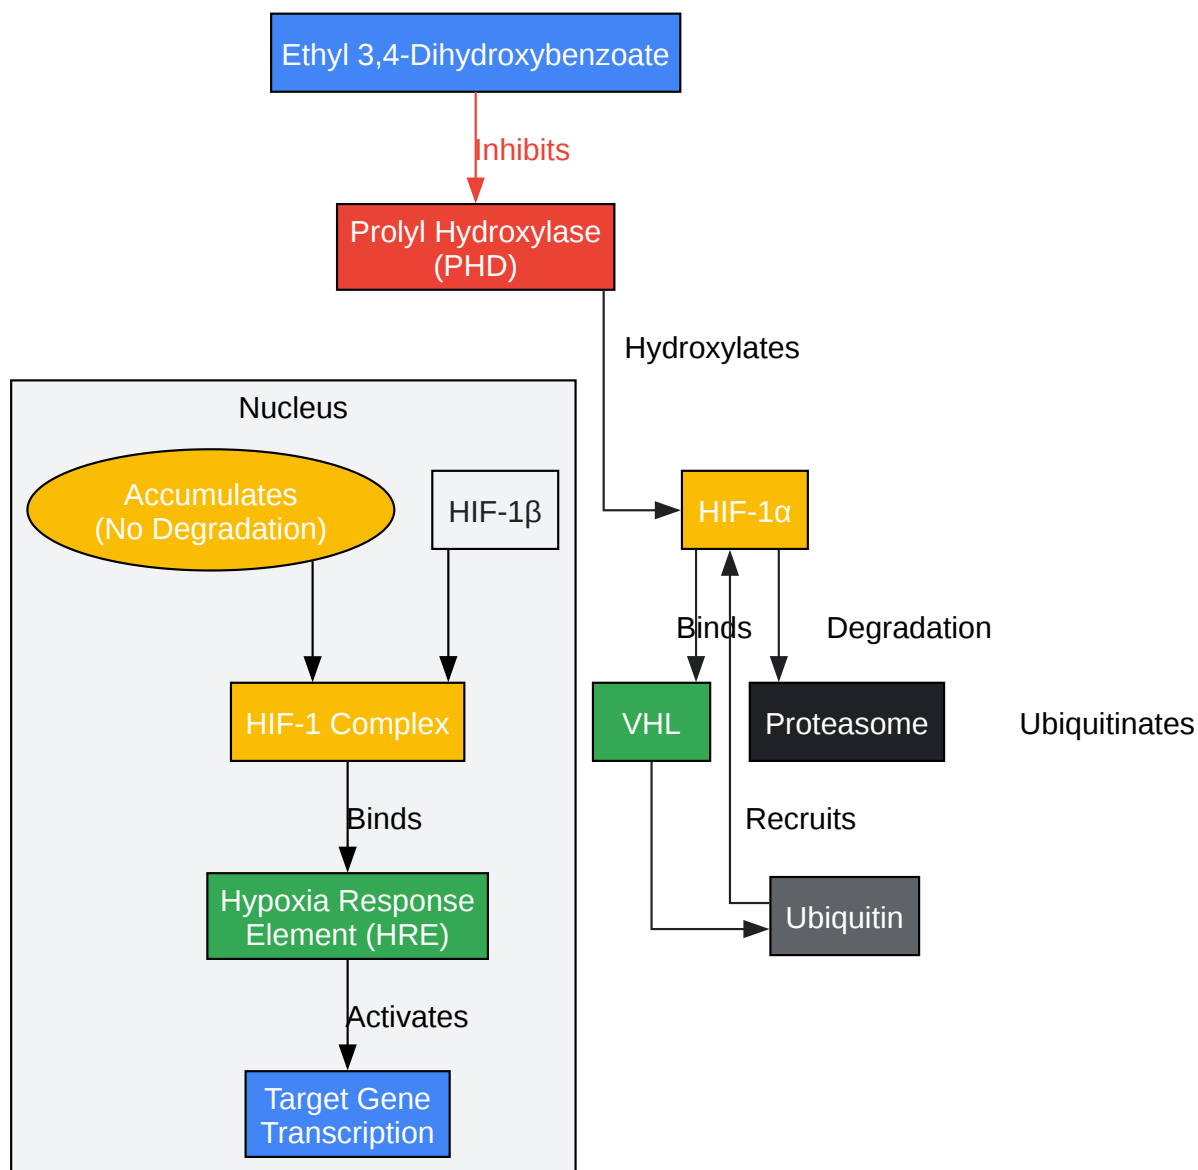 Ethyl 3,4-Dihydroxybenzoate
Inhibits
Prolyl Hydroxylase
(PHD)
Hydroxylates
Nucleus
Accumulates
(No Degradation)
HIF-1β
HIF-1α
Binds
Degradation
HIF-1 Complex
VHL
Proteasome
Ubiquitinates
Binds
Recruits
Hypoxia Response
Element (HRE)
Ubiquitin
Activates
Target Gene
Transcription